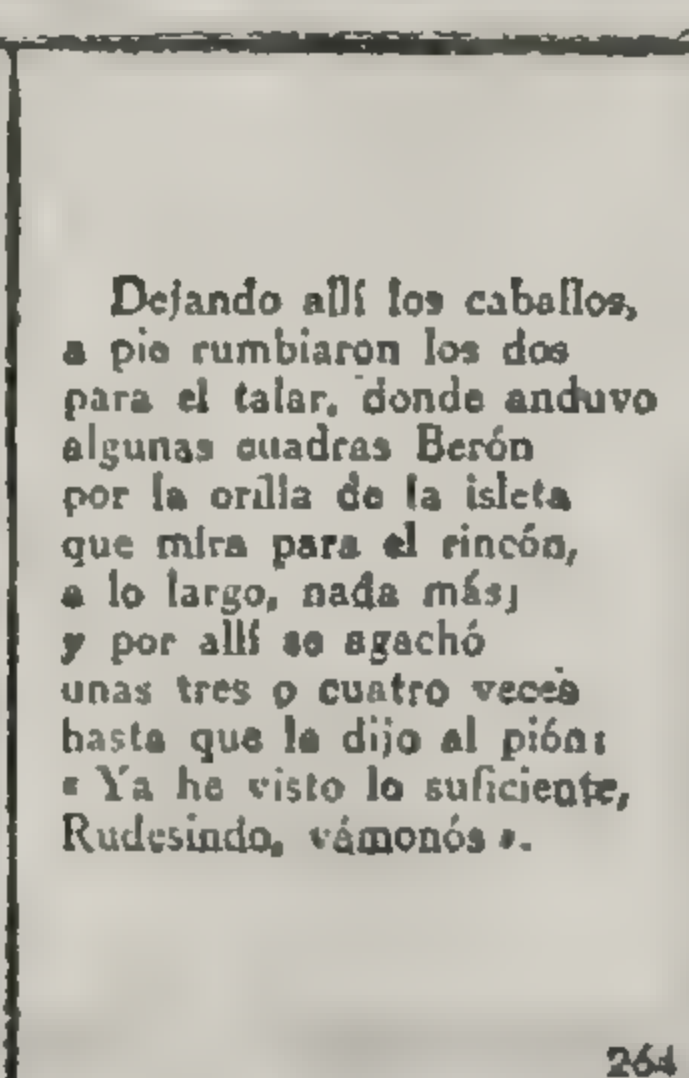 Dejando allí los caballos,
a pie rumbiaron los dos
para el talar, donde anduvo
algunas cuadras Berón
por la orilla de la isleta
que mira para el rincón,
a lo largo, nada más;
y por allí se agachó
unas tres o cuatro veces
hasta que le dijo al pión:
« Ya he visto lo suficiente,
Rudesindo, vámonós ».
264